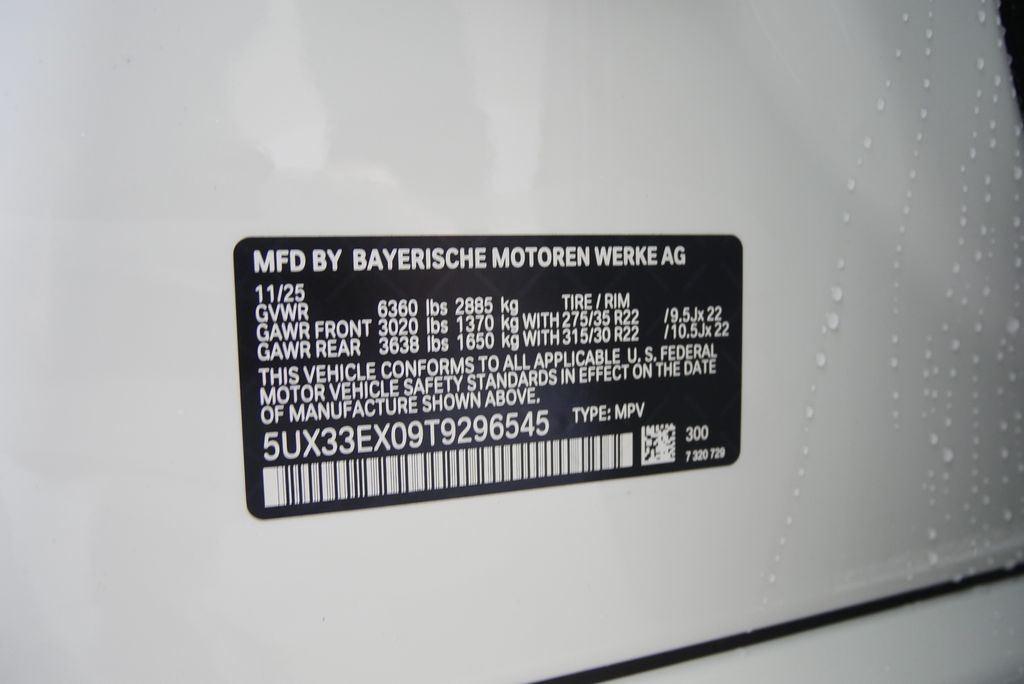 MFD BY BAYERISCHE MOTOREN WERKE AG
11/25
GVWR 6360 lbs 2885 kg TIRE / RIM
GAWR FRONT 3020 lbs 1370 kg WITH 275/35 R22 / 9.5Jx 22
GAWR REAR 3638 lbs 1650 kg WITH 315/30 R22 / 10.5Jx 22
THIS VEHICLE CONFORMS TO ALL APPLICABLE U. S. FEDERAL
MOTOR VEHICLE SAFETY STANDARDS IN EFFECT ON THE DATE
OF MANUFACTURE SHOWN ABOVE.
5UX33EX09T9296545 TYPE: MPV
300
7 320 729